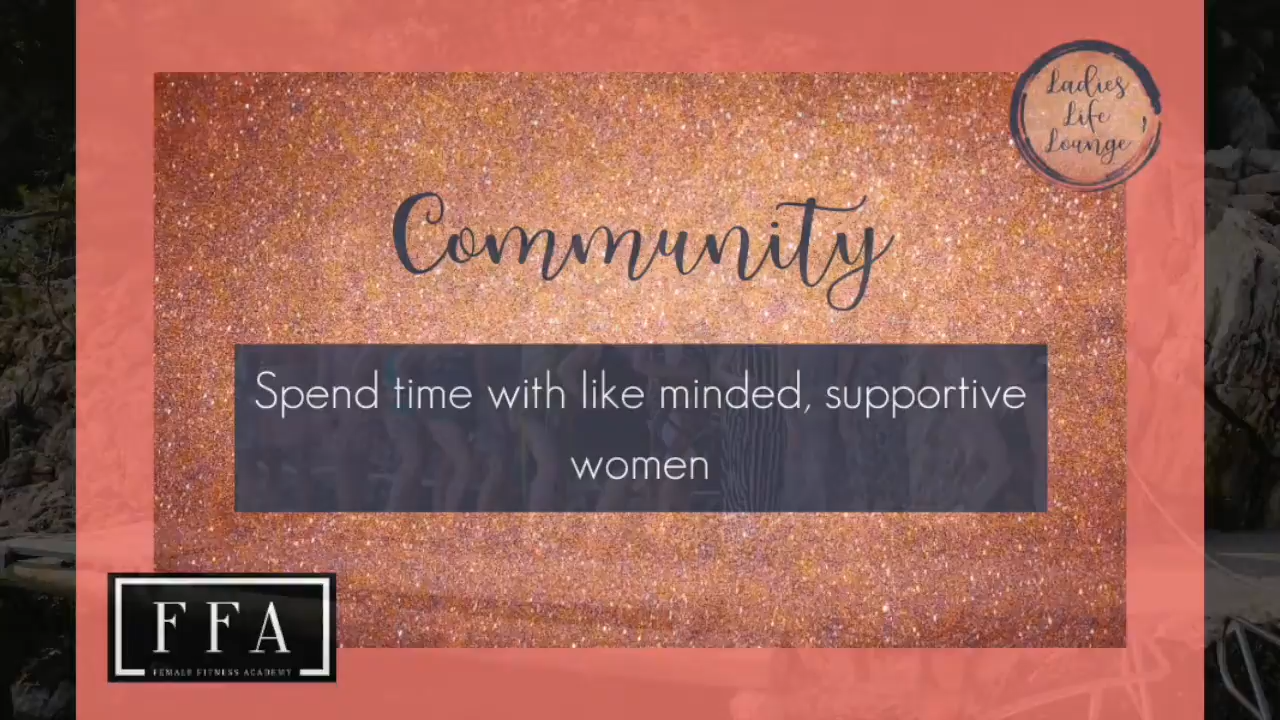 Ladies
Life
Lounge
Community
Spend time with like minded, supportive
women
FFA
FEMALE FITNESS ACADEMY